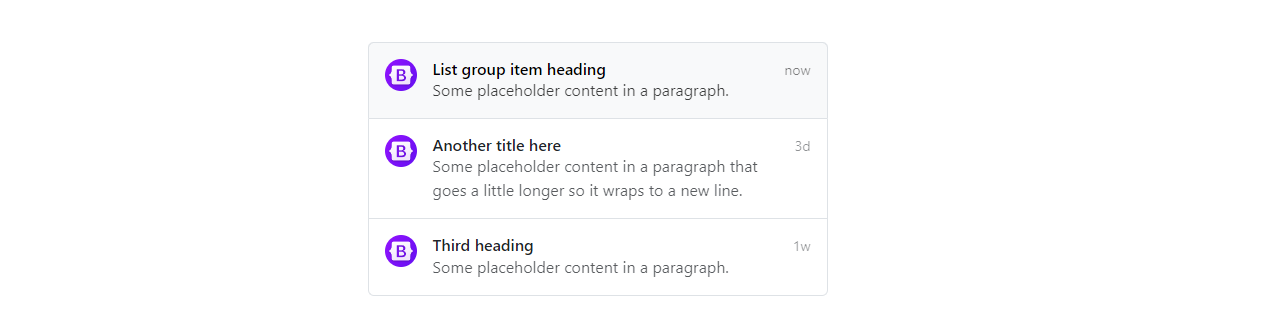 B
List group item heading
now
Some placeholder content in a paragraph.
B
Another title here
3d
Some placeholder content in a paragraph that
goes a little longer so it wraps to a new line.
B
Third heading
1w
Some placeholder content in a paragraph.